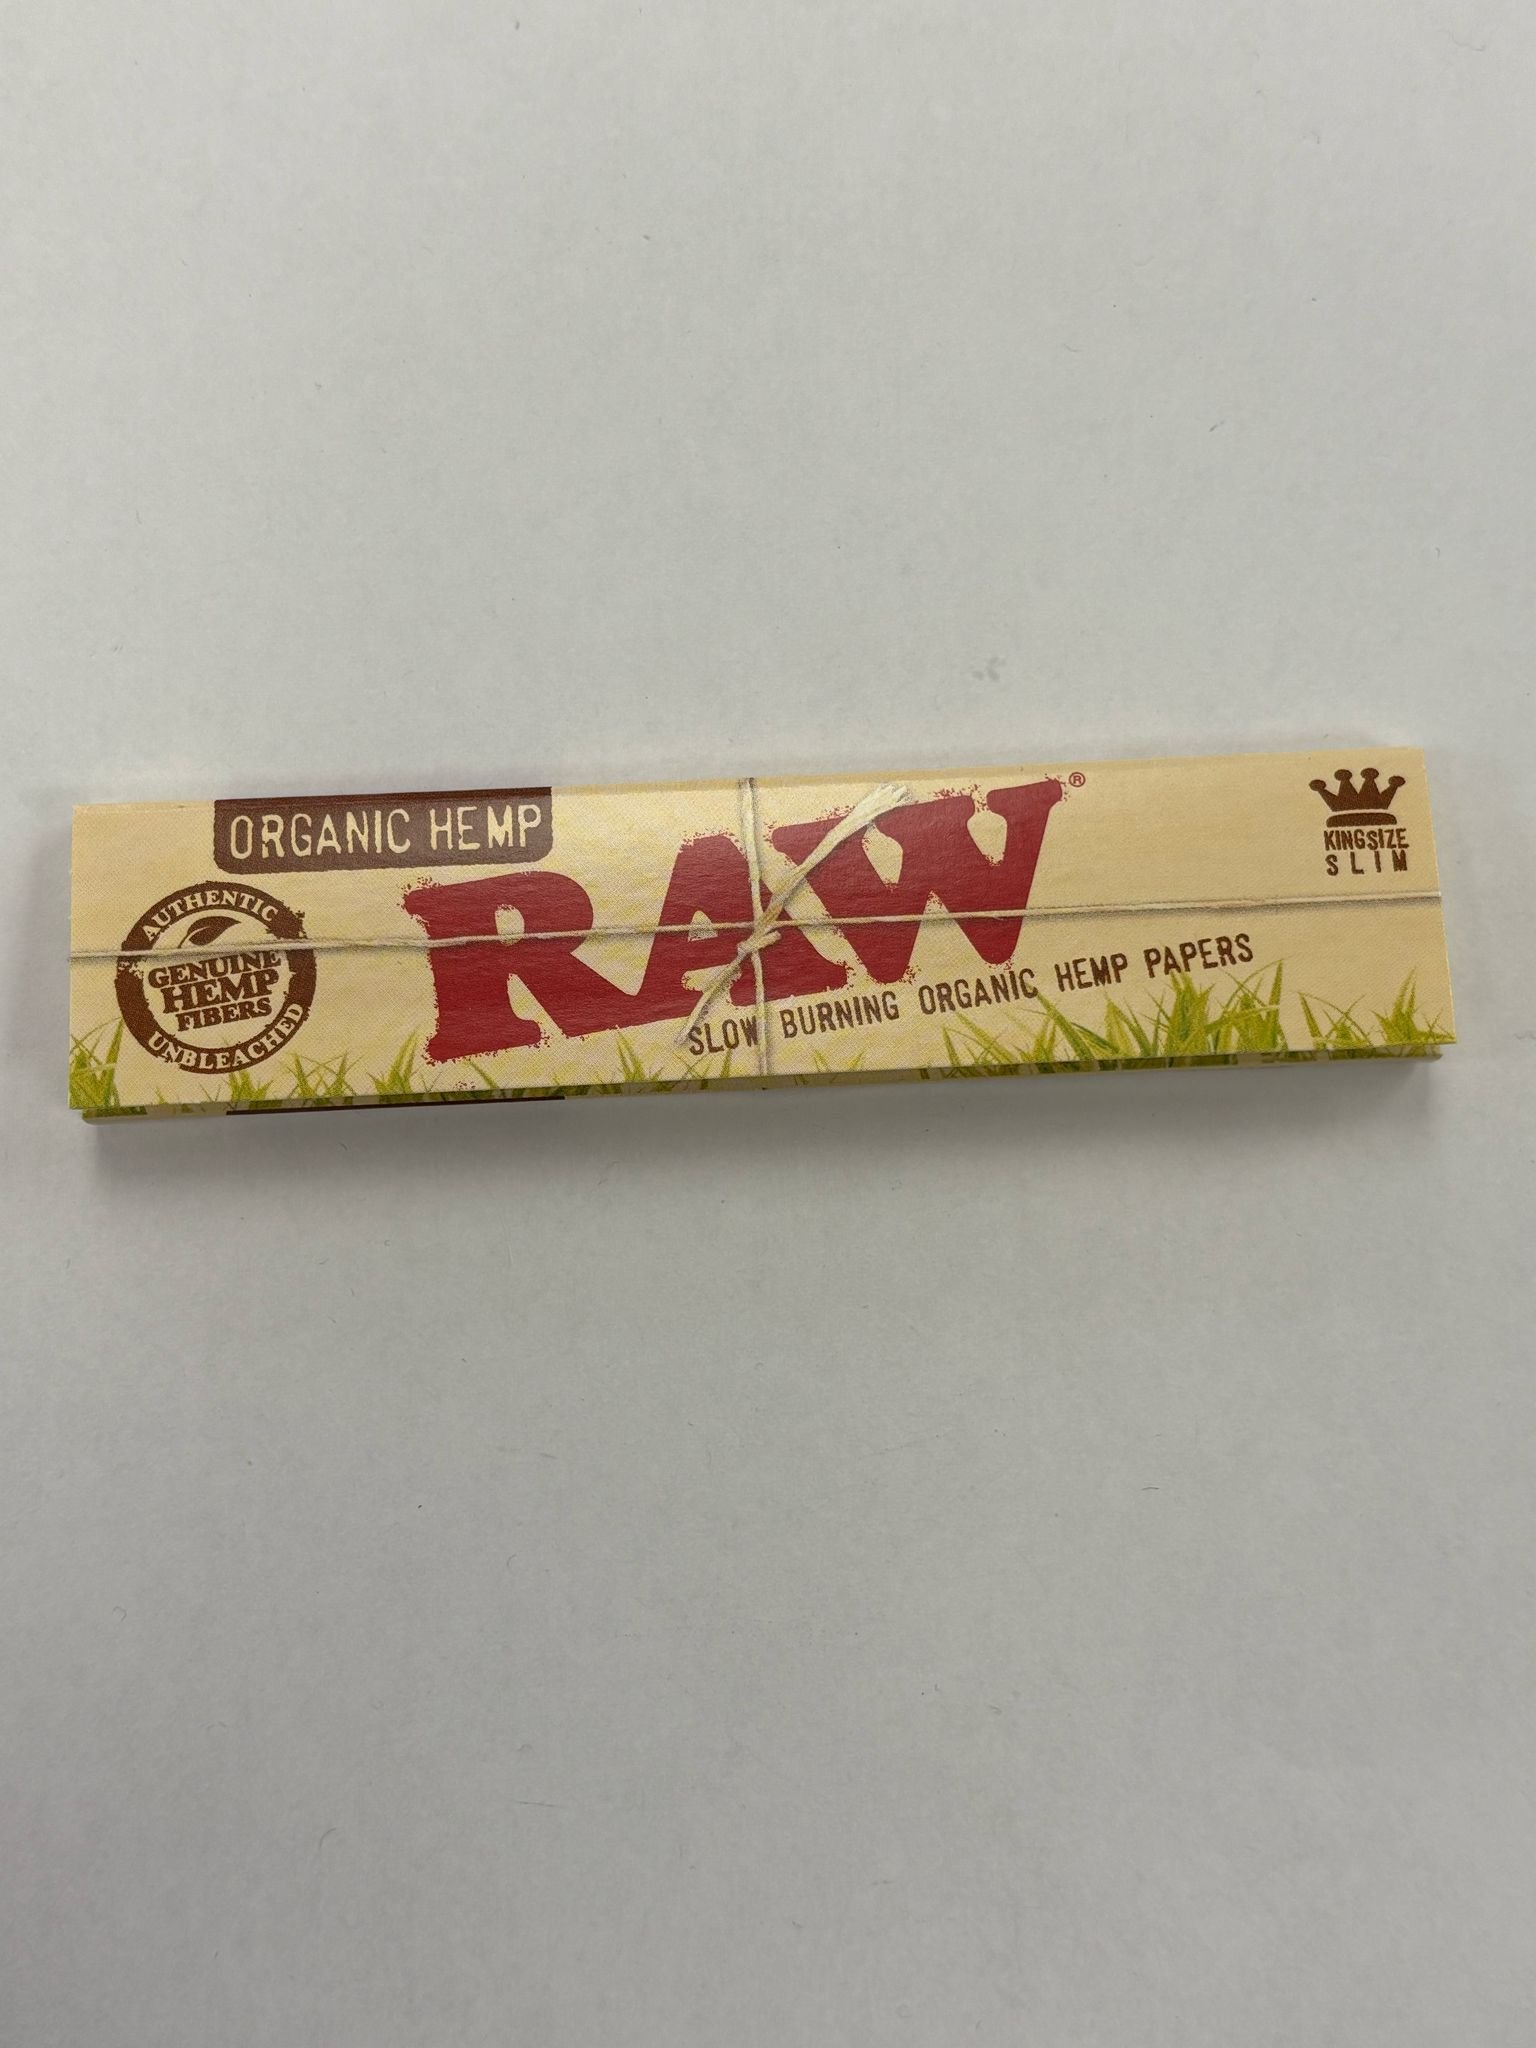 ORGANIC HEMP
RAW®
KINGSIZE
SLIM
AUTHENTIC
GENUINE
HEMP
FIBERS
UNBLEACHED
SLOW BURNING ORGANIC HEMP PAPERS